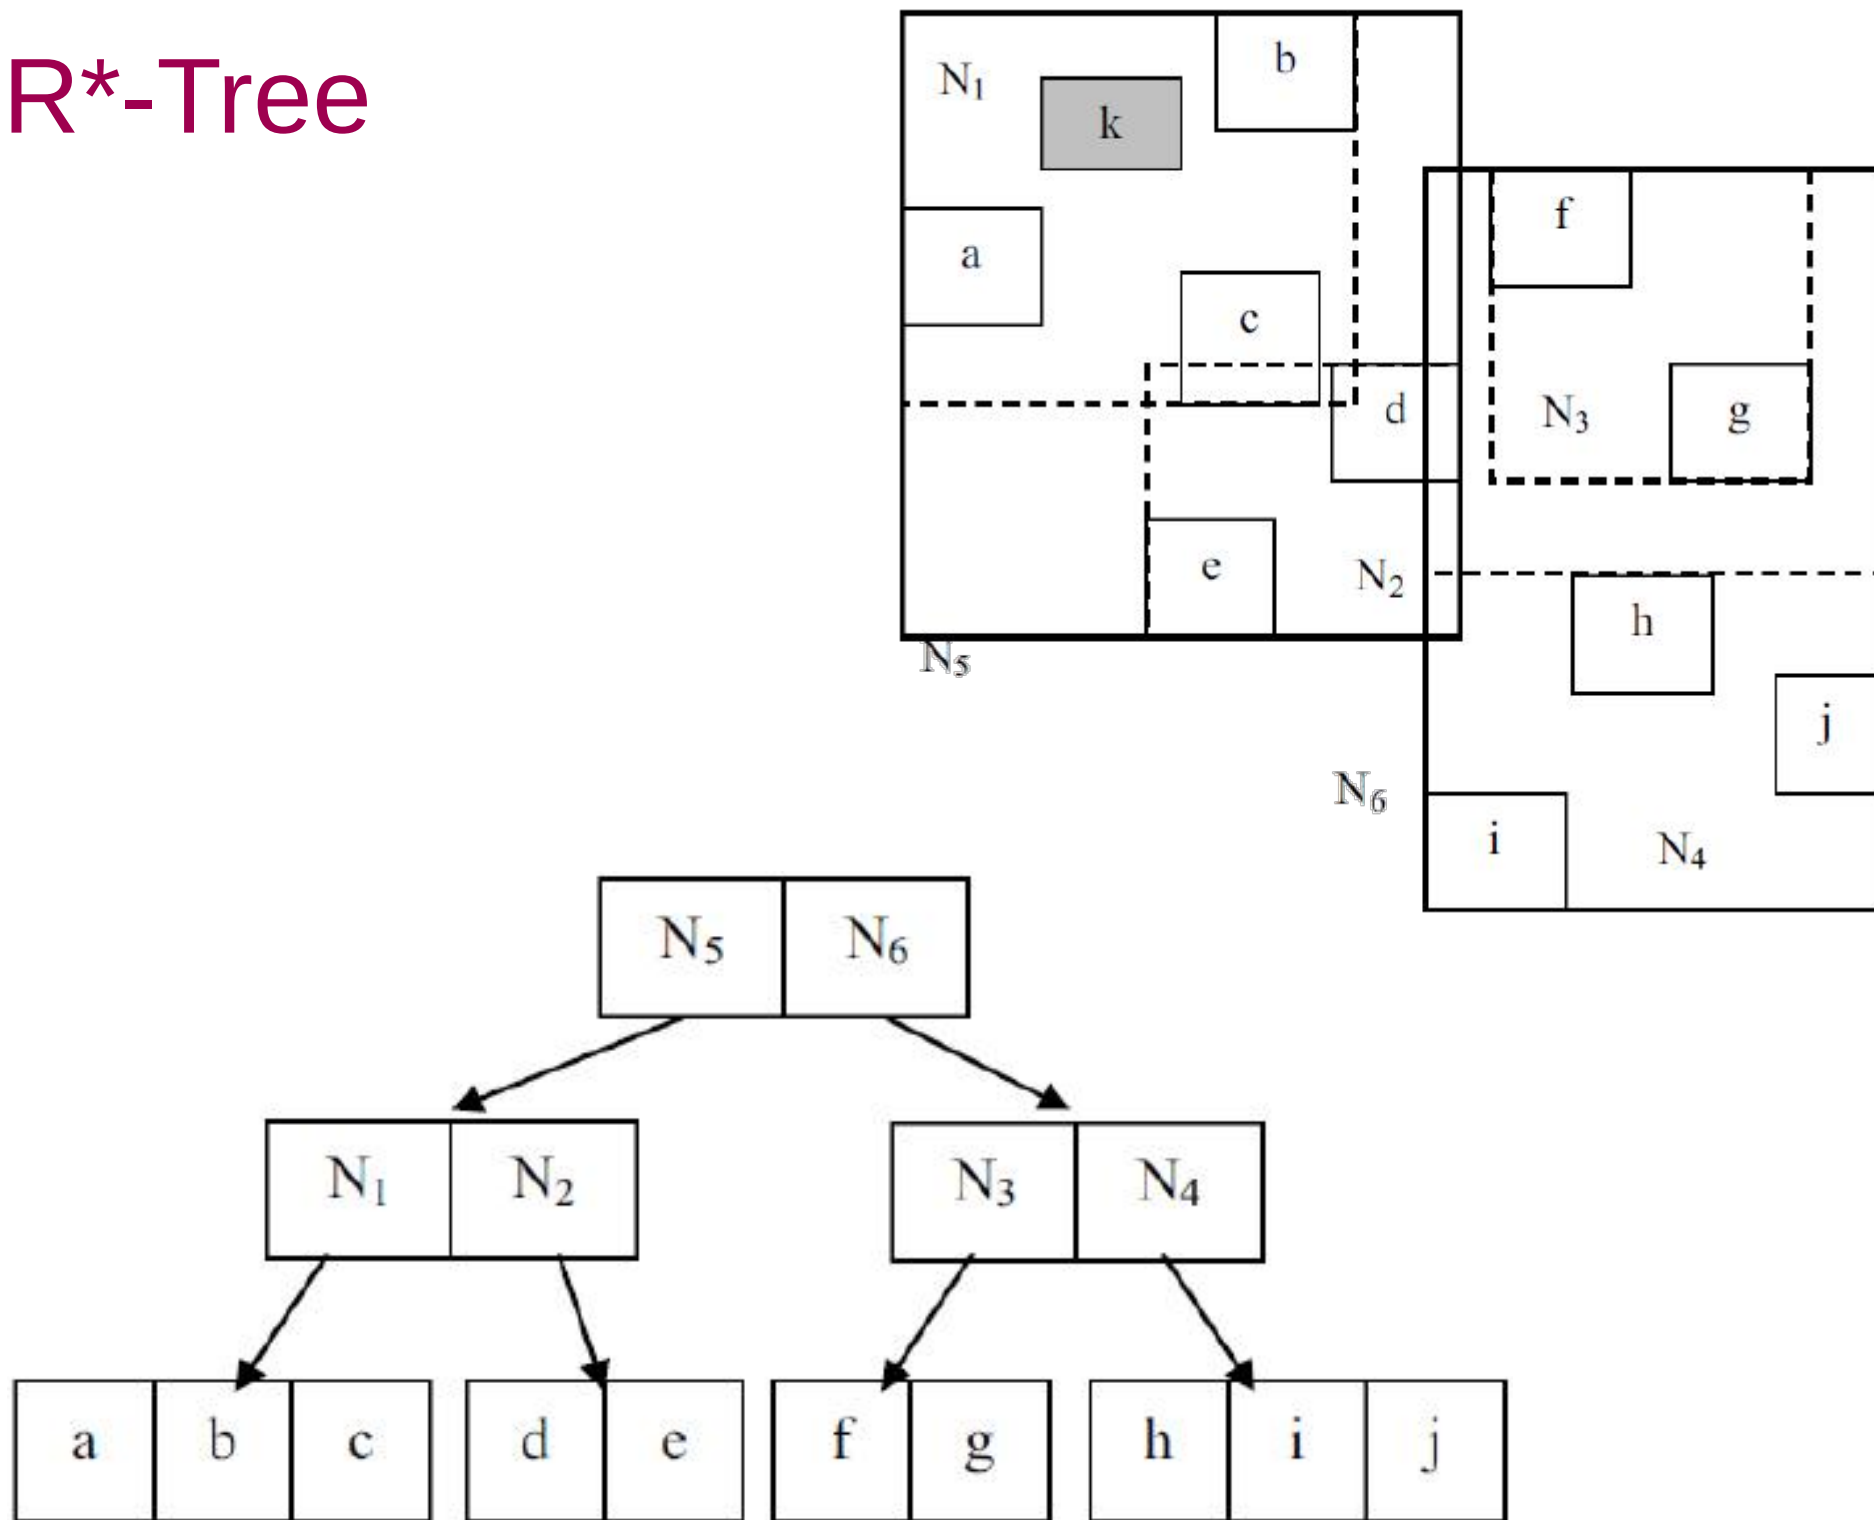 R*-Tree
b
N₁
k
f
a
c
d
N₃
g
e
N₂
h
N₅
j
N₆
i
N₄
N₅ N₆
N₁ N₂ N₃ N₄
a b c d e f g h i j